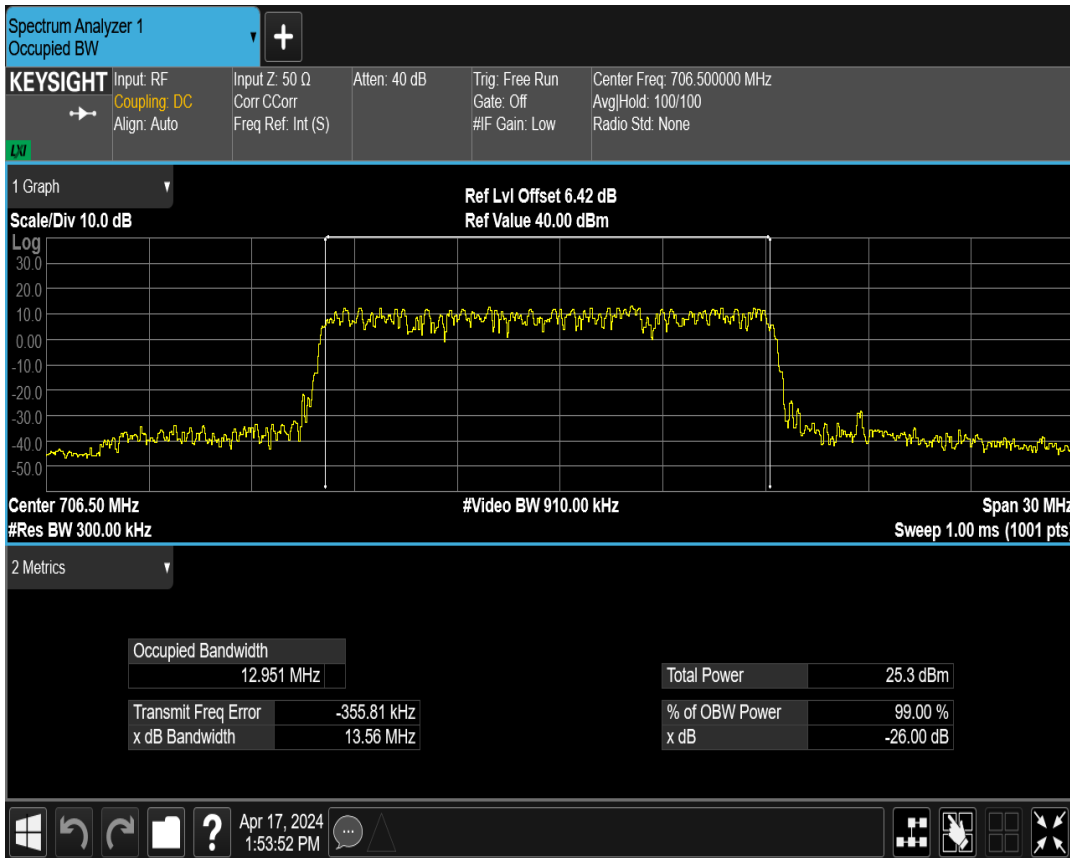 Spectrum Analyzer 1
Occupied BW
+
KEYSIGHT
LXI
Input: RF
Coupling: DC
Align: Auto
Input Z: 50 Ω
Corr CCorr
Freq Ref: Int (S)
Atten: 40 dB
Trig: Free Run
Gate: Off
#IF Gain: Low
Center Freq: 706.500000 MHz
Avg|Hold: 100/100
Radio Std: None
1 Graph
Scale/Div 10.0 dB
Ref Lvl Offset 6.42 dB
Ref Value 40.00 dBm
Log
30.0
20.0
10.0
0.00
-10.0
-20.0
-30.0
-40.0
-50.0
Center 706.50 MHz
#Video BW 910.00 kHz
Span 30 MHz
#Res BW 300.00 kHz
Sweep 1.00 ms (1001 pts)
2 Metrics
Occupied Bandwidth
12.951 MHz
Total Power 25.3 dBm
Transmit Freq Error -355.81 kHz
% of OBW Power 99.00 %
x dB Bandwidth 13.56 MHz
x dB -26.00 dB
?
Apr 17, 2024
1:53:52 PM